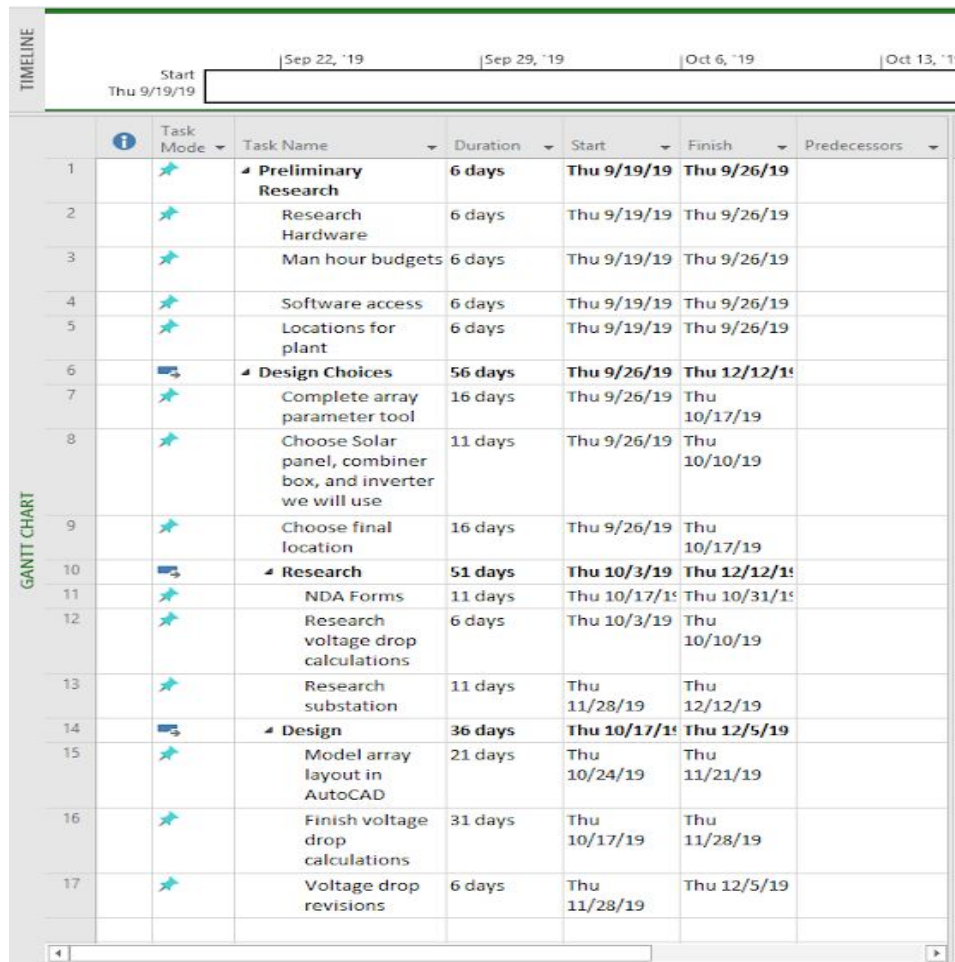 TIMELINE
Sep 22, '19 Sep 29, '19 Oct 6, '19 Oct 13, '1
Start
Thu 9/19/19
GANTT CHART
Task
Mode Task Name Duration Start Finish Predecessors
1 Preliminary 6 days Thu 9/19/19 Thu 9/26/19
Research
2 Research 6 days Thu 9/19/19 Thu 9/26/19
Hardware
3 Man hour budgets 6 days Thu 9/19/19 Thu 9/26/19
4 Software access 6 days Thu 9/19/19 Thu 9/26/19
5 Locations for 6 days Thu 9/19/19 Thu 9/26/19
plant
6 Design Choices 56 days Thu 9/26/19 Thu 12/12/19
7 Complete array 16 days Thu 9/26/19 Thu
parameter tool 10/17/19
8 Choose Solar 11 days Thu 9/26/19 Thu
panel, combiner 10/10/19
box, and inverter
we will use
9 Choose final 16 days Thu 9/26/19 Thu
location 10/17/19
10 Research 51 days Thu 10/3/19 Thu 12/12/19
11 NDA Forms 11 days Thu 10/17/19 Thu 10/31/19
12 Research 6 days Thu 10/3/19 Thu
voltage drop 10/10/19
calculations
13 Research 11 days Thu Thu
substation 11/28/19 12/12/19
14 Design 36 days Thu 10/17/19 Thu 12/5/19
15 Model array 21 days Thu Thu
layout in 10/24/19 11/21/19
AutoCAD
16 Finish voltage 31 days Thu Thu
drop 10/17/19 11/28/19
calculations
17 Voltage drop 6 days Thu Thu 12/5/19
revisions 11/28/19